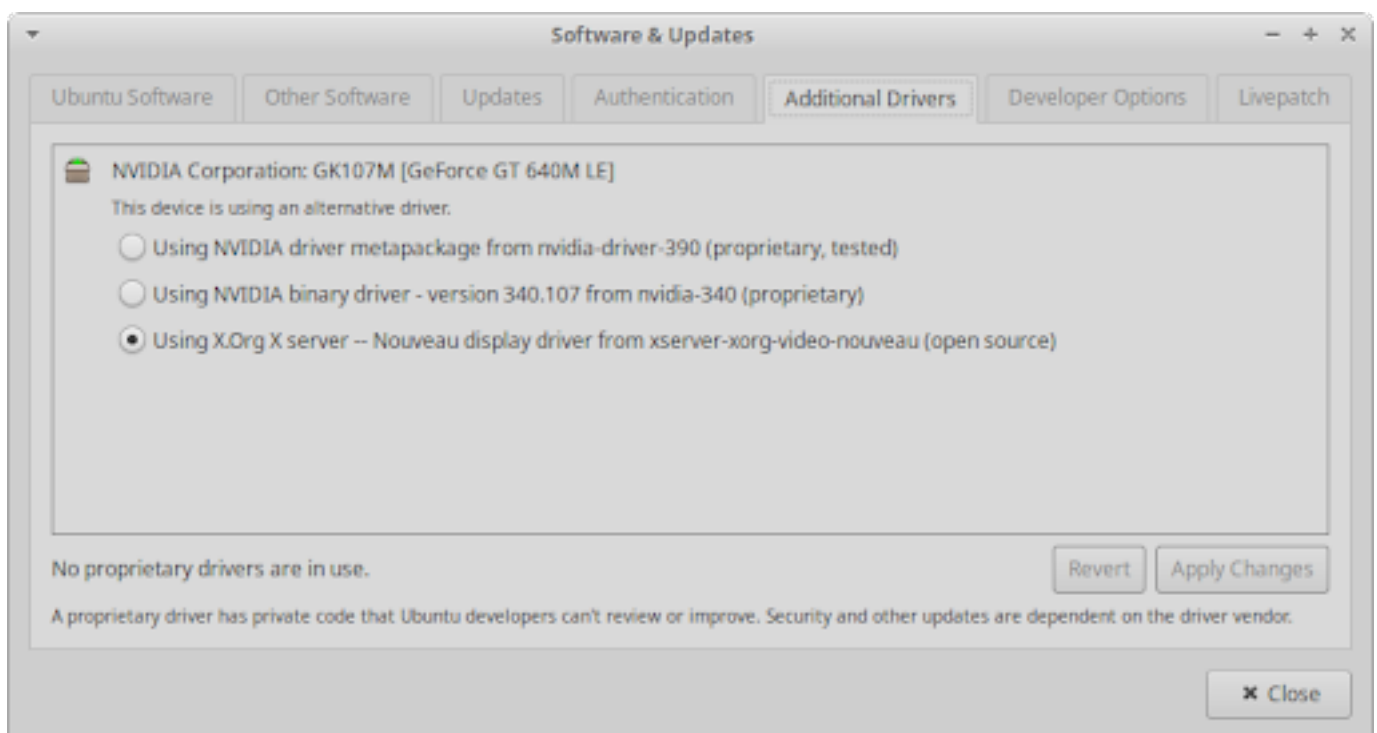 Software & Updates
Ubuntu Software Other Software Updates Authentication Additional Drivers Developer Options Livepatch
NVIDIA Corporation: GK107M [GeForce GT 640M LE]
This device is using an alternative driver.
Using NVIDIA driver metapackage from nvidia-driver-390 (proprietary, tested)
Using NVIDIA binary driver - version 340.107 from nvidia-340 (proprietary)
Using X.Org X server -- Nouveau display driver from xserver-xorg-video-nouveau (open source)
No proprietary drivers are in use. Revert Apply Changes
A proprietary driver has private code that Ubuntu developers can't review or improve. Security and other updates are dependent on the driver vendor.
Close